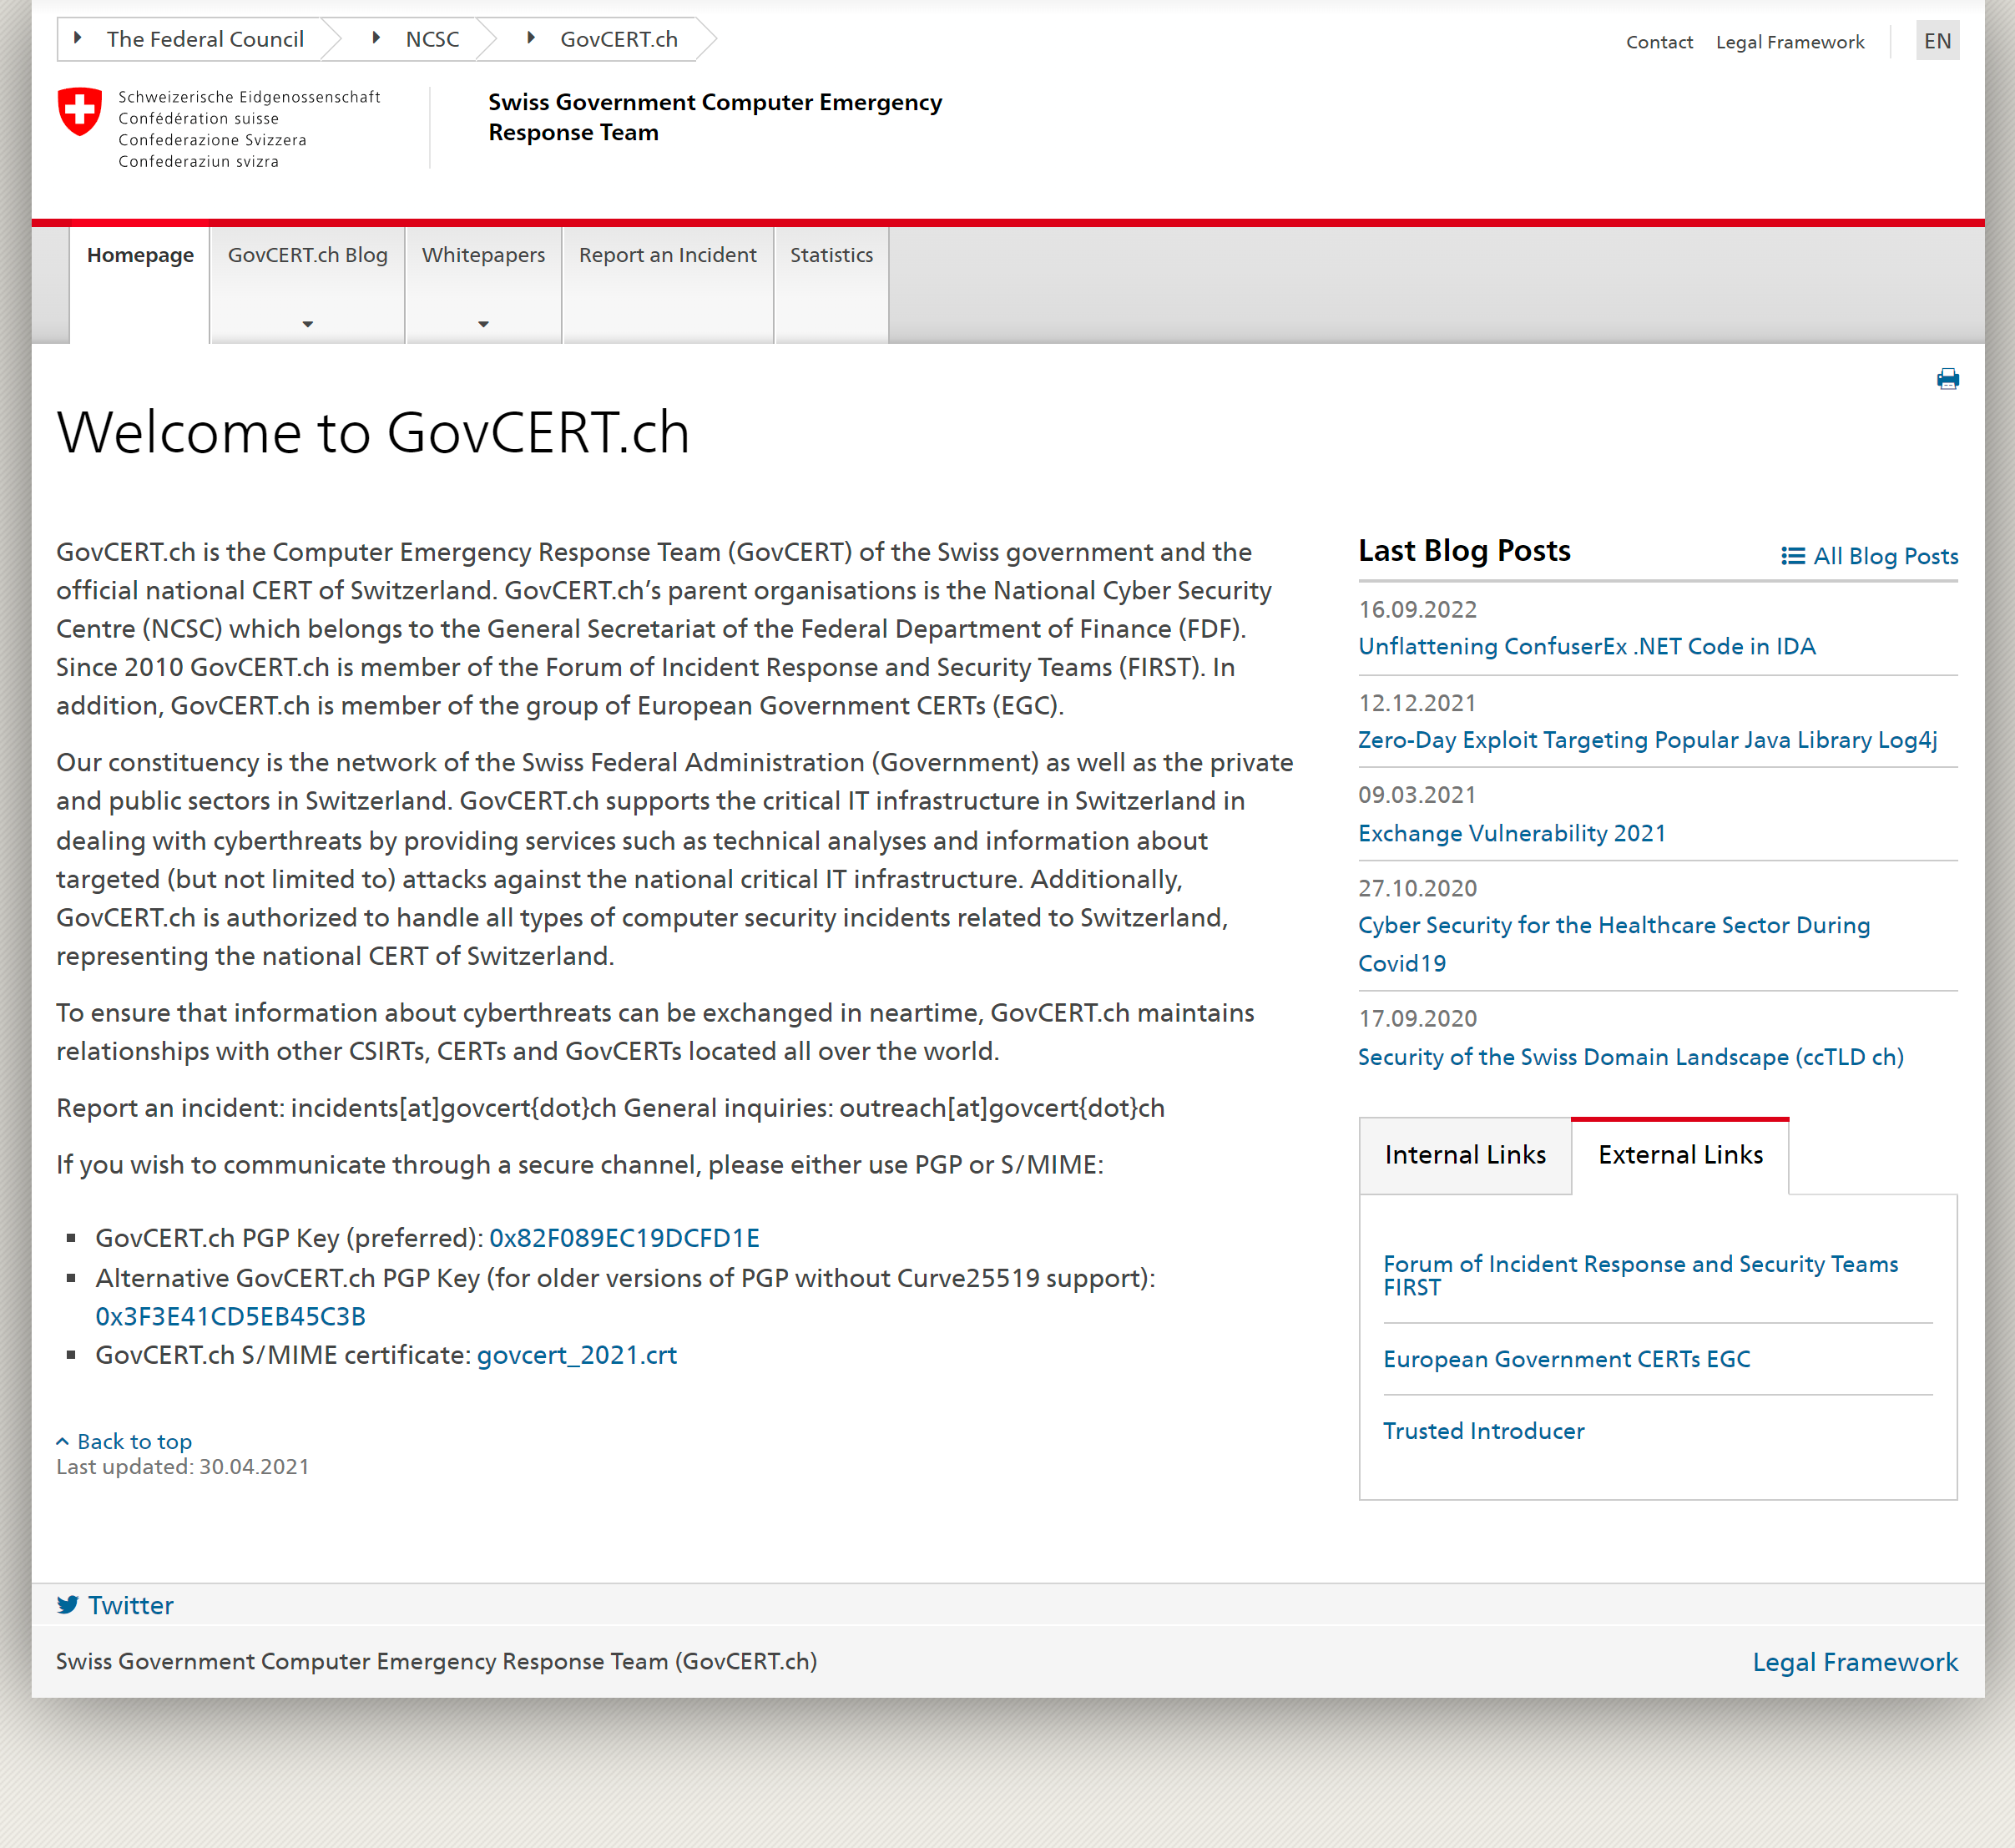 The Federal Council
NCSC
GovCERT.ch
Contact
Legal Framework
EN
Schweizerische Eidgenossenschaft
Confédération suisse
Confederazione Svizzera
Confederaziun svizra
Swiss Government Computer Emergency
Response Team
Homepage
GovCERT.ch Blog
Whitepapers
Report an Incident
Statistics
Welcome to GovCERT.ch
GovCERT.ch is the Computer Emergency Response Team (GovCERT) of the Swiss government and the
official national CERT of Switzerland. GovCERT.ch’s parent organisations is the National Cyber Security
Centre (NCSC) which belongs to the General Secretariat of the Federal Department of Finance (FDF).
Since 2010 GovCERT.ch is member of the Forum of Incident Response and Security Teams (FIRST). In
addition, GovCERT.ch is member of the group of European Government CERTs (EGC).
Our constituency is the network of the Swiss Federal Administration (Government) as well as the private
and public sectors in Switzerland. GovCERT.ch supports the critical IT infrastructure in Switzerland in
dealing with cyberthreats by providing services such as technical analyses and information about
targeted (but not limited to) attacks against the national critical IT infrastructure. Additionally,
GovCERT.ch is authorized to handle all types of computer security incidents related to Switzerland,
representing the national CERT of Switzerland.
To ensure that information about cyberthreats can be exchanged in neartime, GovCERT.ch maintains
relationships with other CSIRTs, CERTs and GovCERTs located all over the world.
Report an incident: incidents[at]govcert{dot}ch General inquiries: outreach[at]govcert{dot}ch
If you wish to communicate through a secure channel, please either use PGP or S/MIME:
GovCERT.ch PGP Key (preferred): 0x82F089EC19DCFD1E
Alternative GovCERT.ch PGP Key (for older versions of PGP without Curve25519 support):
0x3F3E41CD5EB45C3B
GovCERT.ch S/MIME certificate: govcert_2021.crt
Back to top
Last updated: 30.04.2021
Last Blog Posts
All Blog Posts
16.09.2022
Unflattening ConfuserEx .NET Code in IDA
12.12.2021
Zero-Day Exploit Targeting Popular Java Library Log4j
09.03.2021
Exchange Vulnerability 2021
27.10.2020
Cyber Security for the Healthcare Sector During
Covid19
17.09.2020
Security of the Swiss Domain Landscape (ccTLD ch)
Internal Links
External Links
Forum of Incident Response and Security Teams
FIRST
European Government CERTs EGC
Trusted Introducer
Twitter
Swiss Government Computer Emergency Response Team (GovCERT.ch)
Legal Framework